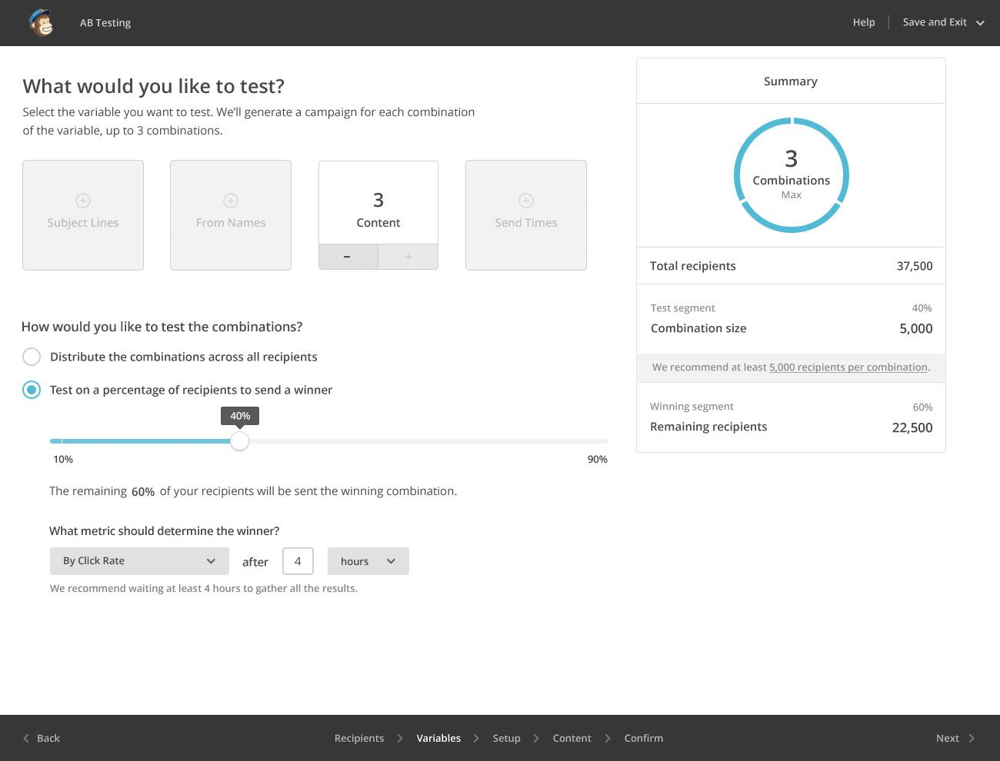 AB Testing
Help
Save and Exit
What would you like to test?
Select the variable you want to test. We’ll generate a campaign for each combination
of the variable, up to 3 combinations.
Subject Lines
From Names
3
Content
– +
Send Times
How would you like to test the combinations?
Distribute the combinations across all recipients
Test on a percentage of recipients to send a winner
40%
10% 90%
The remaining 60% of your recipients will be sent the winning combination.
What metric should determine the winner?
By Click Rate after 4 hours
We recommend waiting at least 4 hours to gather all the results.
Summary
3
Combinations
Max
Total recipients 37,500
Test segment 40%
Combination size 5,000
We recommend at least 5,000 recipients per combination.
Winning segment 60%
Remaining recipients 22,500
Back
Recipients
Variables
Setup
Content
Confirm
Next